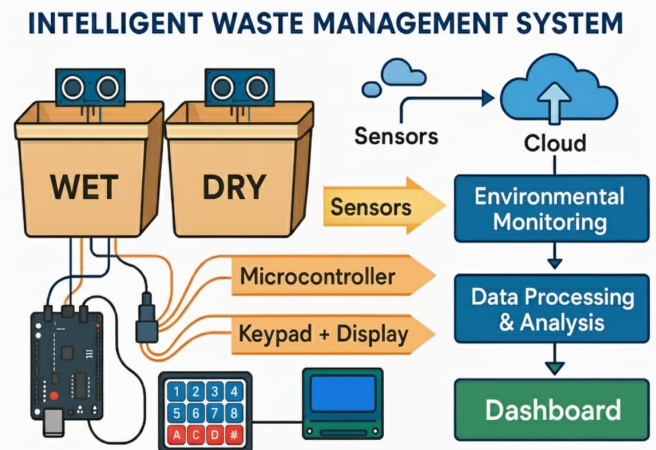 INTELLIGENT WASTE MANAGEMENT SYSTEM
WET
DRY
Sensors
Cloud
Sensors
Environmental
Monitoring
Microcontroller
Data Processing
& Analysis
Keypad + Display
Dashboard
1 2 3 4
5 6 7 8
A C D #